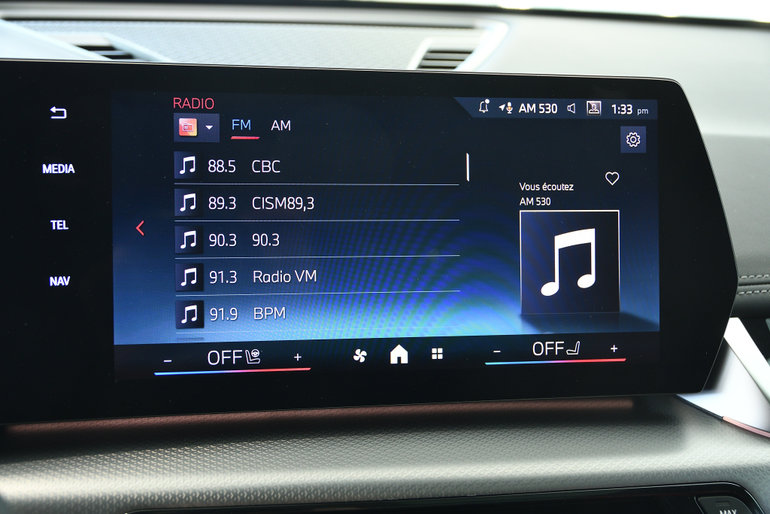 RADIO
AM 530
1:33 pm
FM AM
MEDIA
88.5 CBC
89.3 CISM89,3
Vous écoutez
AM 530
TEL
90.3 90.3
91.3 Radio VM
NAV
91.9 BPM
- OFF +
- OFF +
MAX